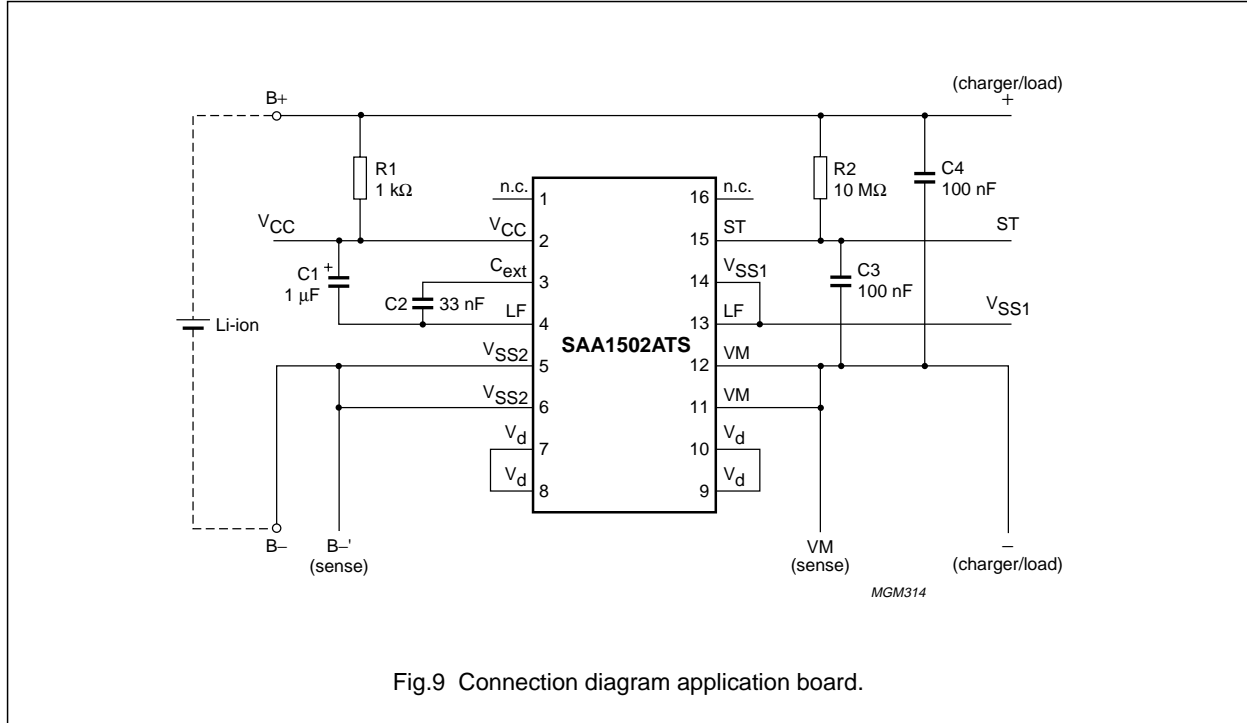 (charger/load)
B+
+
R1
1 kΩ
R2
10 MΩ
C4
100 nF
n.c.
1
16
n.c.
VCC
VCC
2
15
ST
ST
C1
+
1 μF
Cext
3
14
VSS1
C3
100 nF
C2
33 nF
LF
4
13
LF
VSS1
Li-ion
SAA1502ATS
VSS2
5
12
VM
VSS2
6
11
VM
Vd
7
10
Vd
Vd
8
9
Vd
B−
B−'
(sense)
VM
(sense)
−
(charger/load)
MGM314
Fig.9 Connection diagram application board.